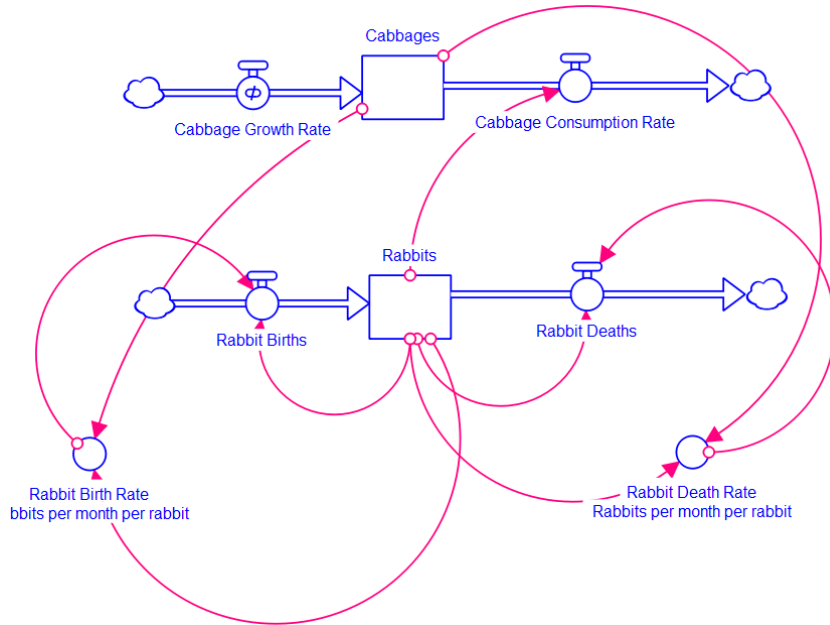 Cabbages
Cabbage Growth Rate
Cabbage Consumption Rate
Rabbits
Rabbit Births
Rabbit Deaths
Rabbit Birth Rate
bbits per month per rabbit
Rabbit Death Rate
Rabbits per month per rabbit